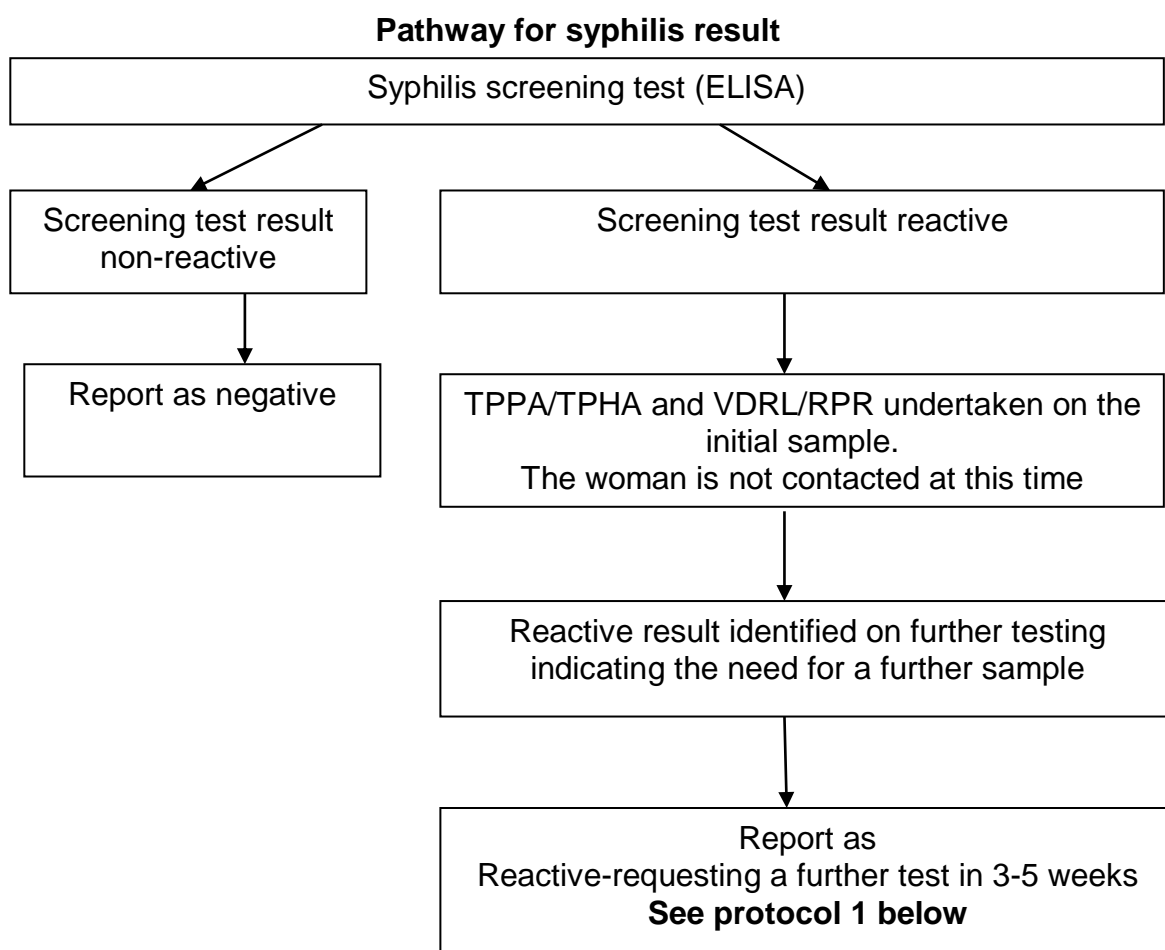 Pathway for syphilis result
Syphilis screening test (ELISA)
Screening test result
non-reactive
Screening test result reactive
Report as negative
TPPA/TPHA and VDRL/RPR undertaken on the
initial sample.
The woman is not contacted at this time
Reactive result identified on further testing
indicating the need for a further sample
Report as
Reactive-requesting a further test in 3-5 weeks
See protocol 1 below